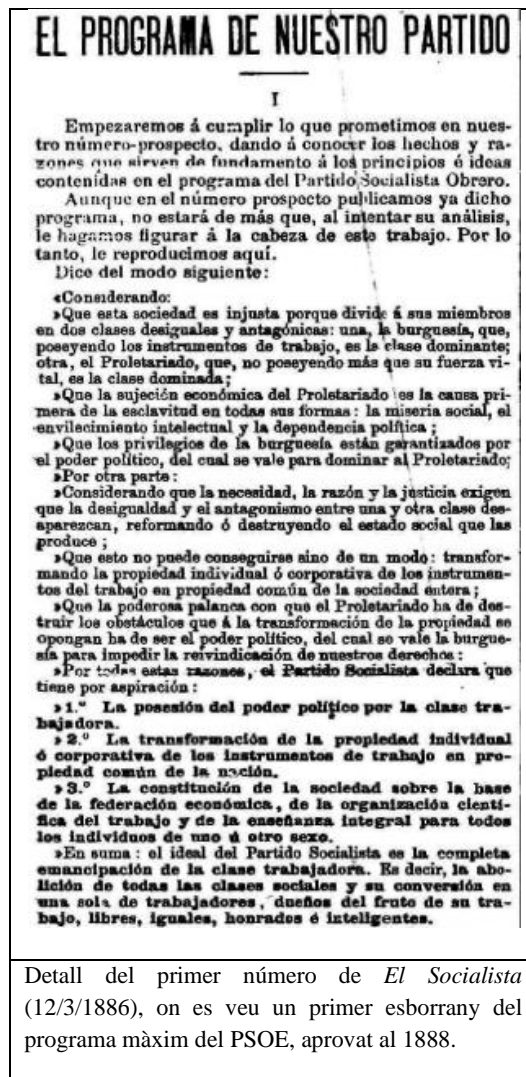 EL PROGRAMA DE NUESTRO PARTIDO
I
Empezaremos á cumplir lo que prometimos en nues-
tro número-prospecto, dando á conocer los hechos y ra-
zones que sirven de fundamento á los principios é ideas
contenidas en el programa del Partido Socialista Obrero.
Aunque en el número prospecto publicamos ya dicho
programa, no estará de más que, al intentar su análisis,
le hagamos figurar á la cabeza de este trabajo. Por lo
tanto, le reproducimos aquí.
Dice del modo siguiente:
«Considerando:
»Que esta sociedad es injusta porque divide á sus miembros
en dos clases desiguales y antagónicas: una, la burguesía, que,
poseyendo los instrumentos de trabajo, es la clase dominante;
otra, el Proletariado, que, no poseyendo más que su fuerza vi-
tal, es la clase dominada;
»Que la sujeción económica del Proletariado es la causa pri-
mera de la esclavitud en todas sus formas: la miseria social, el
envilecimiento intelectual y la dependencia política;
»Que los privilegios de la burguesía están garantizados por
el poder político, del cual se vale para dominar al Proletariado;
»Por otra parte:
»Considerando que la necesidad, la razón y la justicia exigen
que la desigualdad y el antagonismo entre una y otra clase des-
aparezcan, reformando ó destruyendo el estado social que las
produce;
»Que esto no puede conseguirse sino de un modo: transfor-
mando la propiedad individual ó corporativa de los instrumen-
tos del trabajo en propiedad común de la sociedad entera;
»Que la poderosa palanca con que el Proletariado ha de des-
truir los obstáculos que á la transformación de la propiedad se
opongan ha de ser el poder político, del cual se vale la burgue-
sía para impedir la reivindicación de nuestros derechos:
»Por todas estas razones, el Partido Socialista declara que
tiene por aspiración:
»1.º La posesión del poder político por la clase tra-
bajadora.
»2.º La transformación de la propiedad individual
ó corporativa de los instrumentos de trabajo en pro-
piedad común de la nación.
»3.º La constitución de la sociedad sobre la base
de la federación económica, de la organización cientí-
fica del trabajo y de la enseñanza integral para todos
los individuos de uno ú otro sexo.
»En suma: el ideal del Partido Socialista es la completa
emancipación de la clase trabajadora. Es decir, la abo-
lición de todas las clases sociales y su conversión en
una sola de trabajadores, dueños del fruto de su tra-
bajo, libres, iguales, honrados é inteligentes.
Detall del primer número de El Socialista
(12/3/1886), on es veu un primer esborrany del
programa màxim del PSOE, aprovat al 1888.